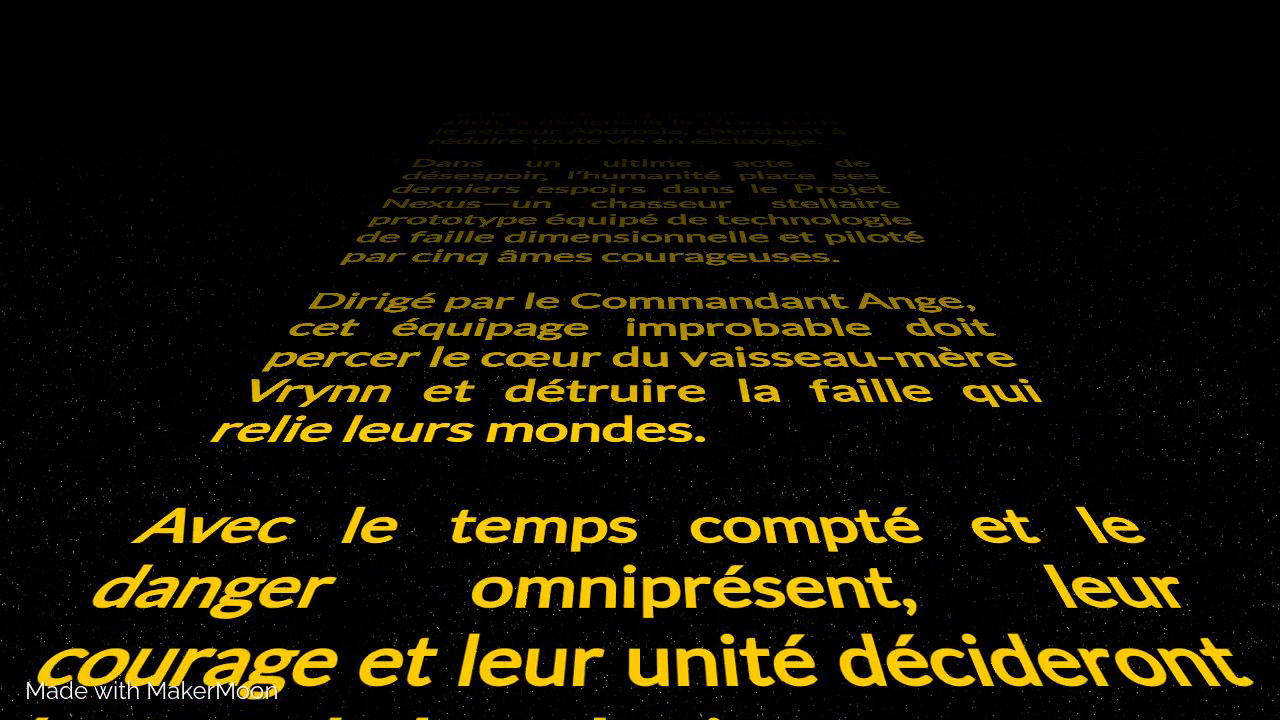 le secteur Androsia, cherchant à
réduire toute vie en esclavage.
Dans un ultime acte de
désespoir, l'humanité place ses
derniers espoirs dans le Projet
Nexus—un chasseur stellaire
prototype équipé de technologie
de faille dimensionnelle et piloté
par cinq âmes courageuses.
Dirigé par le Commandant Ange,
cet équipage improbable doit
percer le cœur du vaisseau-mère
Vrynn et détruire la faille qui
relie leurs mondes.
Avec le temps compté et le
danger omniprésent, leur
courage et leur unité décideront
Made with MakerMoon